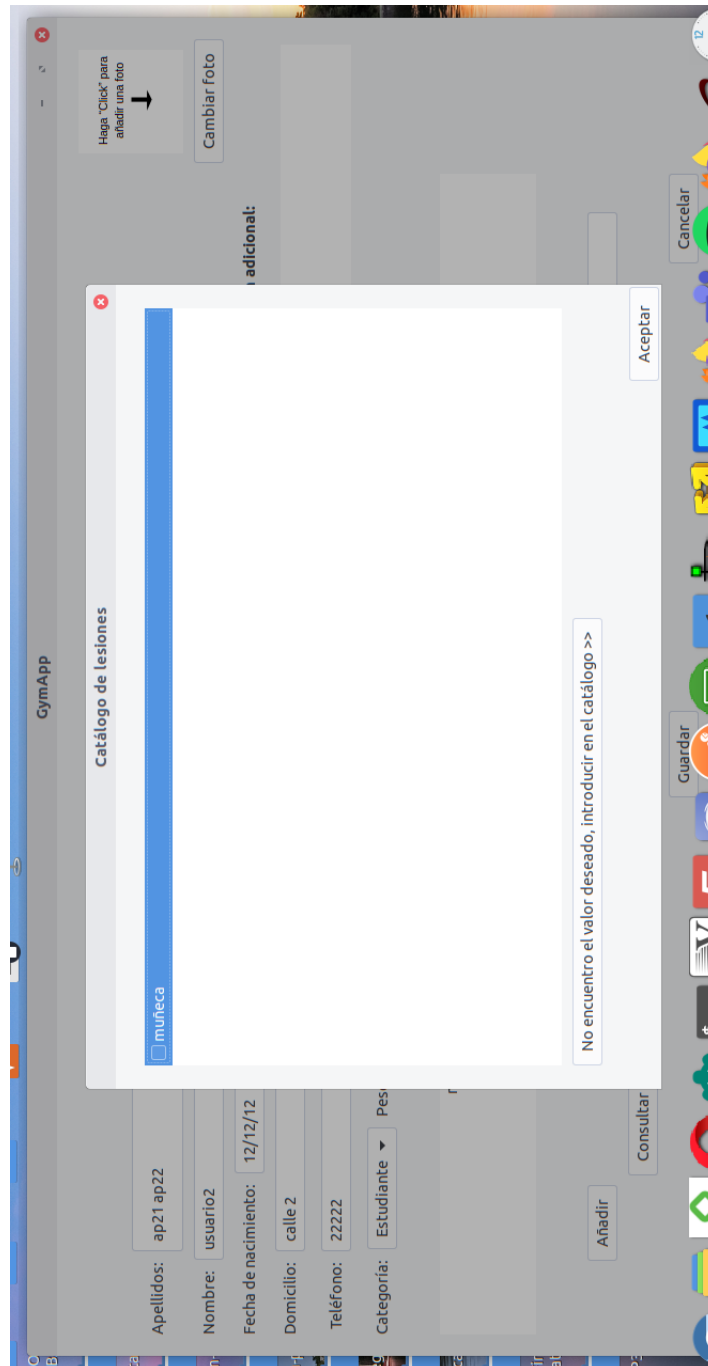 GymApp
Haga "Click" para
añadir una foto
Cambiar foto
Apellidos: ap21 ap22
Nombre: usuario2
Fecha de nacimiento: 12/12/12
adicional:
Domicilio: calle 2
Teléfono: 22222
Categoría: Estudiante
Catálogo de lesiones
muñeca
No encuentro el valor deseado, introducir en el catálogo >>
Aceptar
Añadir
Consultar
Guardar
Cancelar
12